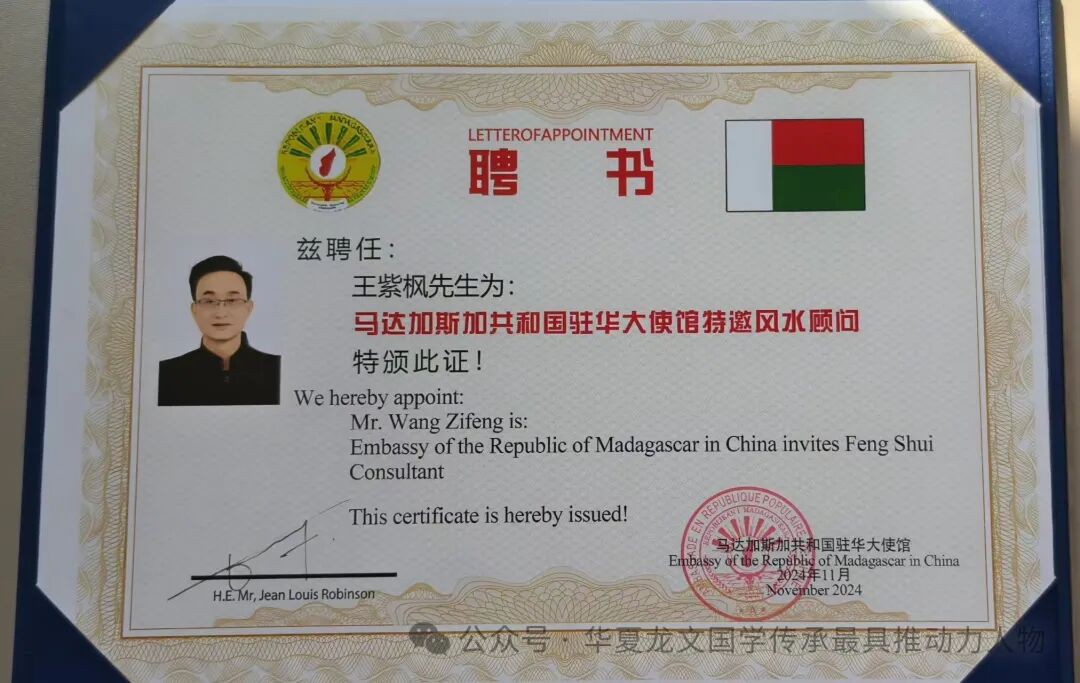 LETTEROFAPPOINTMENT
聘 书
兹聘任：
王紫枫先生为：
马达加斯加共和国驻华大使馆特邀风水顾问
特颁此证！
We hereby appoint:
Mr. Wang Zifeng is:
Embassy of the Republic of Madagascar in China invites Feng Shui
Consultant
This certificate is hereby issued!
H.E. Mr, Jean Louis Robinson
马达加斯加共和国驻华大使馆
Embassy of the Republic of Madagascar in China
2024年11月
November 2024
公众号 · 华夏龙文国学传承最具推动力人物